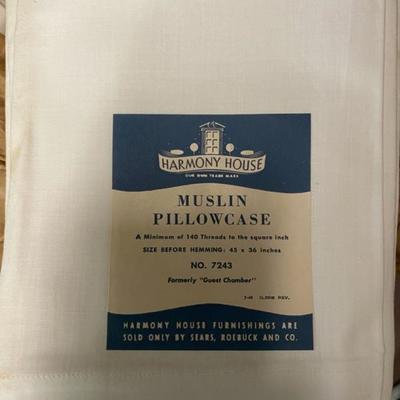 HARMONY HOUSE
OUR OWN TRADE MARK
MUSLIN
PILLOWCASE
A Minimum of 140 Threads to the square inch
SIZE BEFORE HEMMING: 45 x 36 inches
NO. 7243
Formerly "Guest Chamber"
HARMONY HOUSE FURNISHINGS ARE
SOLD ONLY BY SEARS, ROEBUCK AND CO.